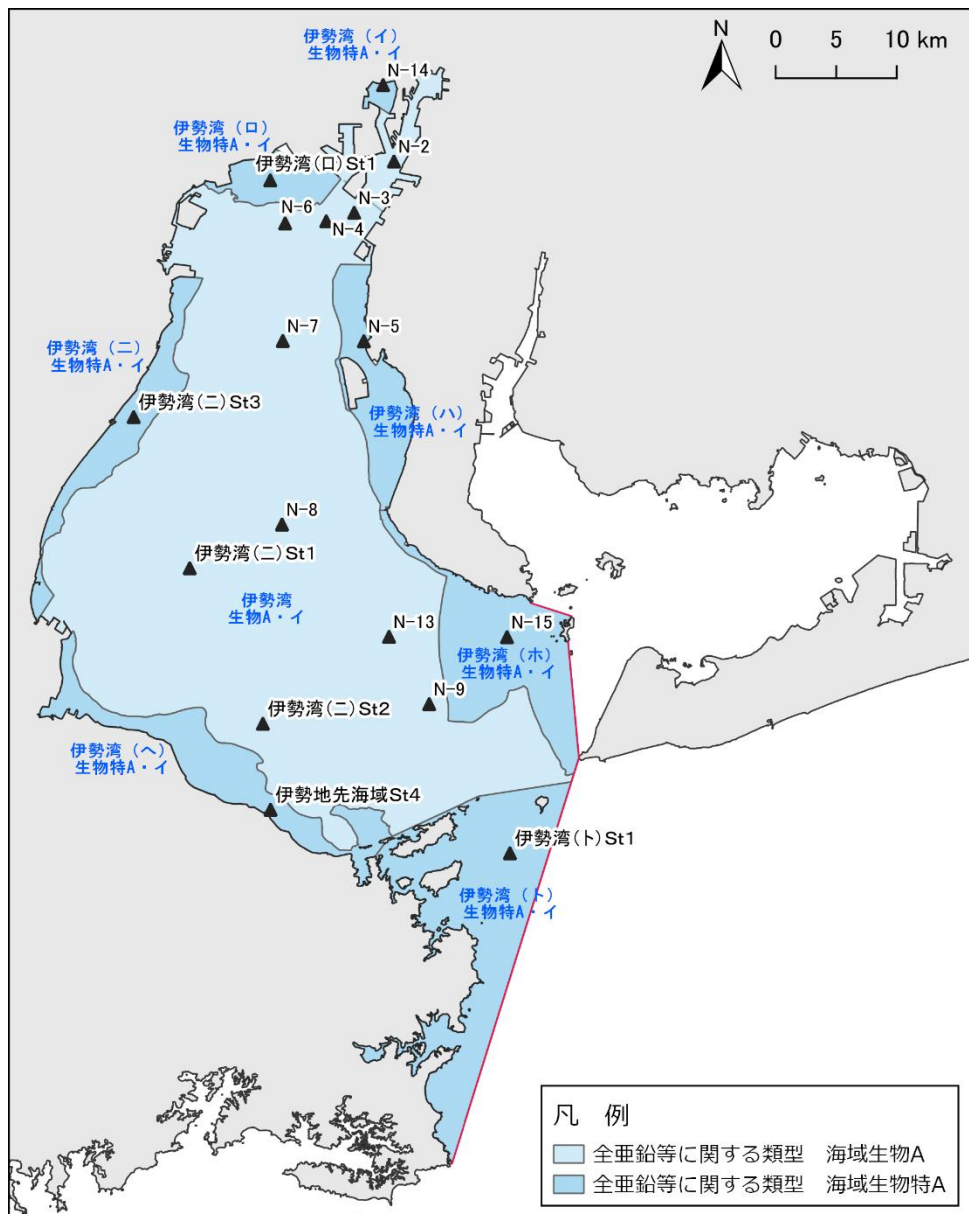 伊勢湾（イ）
生物特A・イ
N
0 5 10 km
N-14
伊勢湾（ロ）
生物特A・イ
N-2
伊勢湾(ロ)St1
N-3
N-6
N-4
N-7
N-5
伊勢湾（ニ）
生物特A・イ
伊勢湾(ニ)St3
伊勢湾（ハ）
生物特A・イ
N-8
伊勢湾(ニ)St1
伊勢湾
生物A・イ
N-13
N-15
伊勢湾（ホ）
生物特A・イ
N-9
伊勢湾(ニ)St2
伊勢湾（ヘ）
生物特A・イ
伊勢地先海域St4
伊勢湾(ト)St1
伊勢湾（ト）
生物特A・イ
凡 例
全亜鉛等に関する類型 海域生物A
全亜鉛等に関する類型 海域生物特A